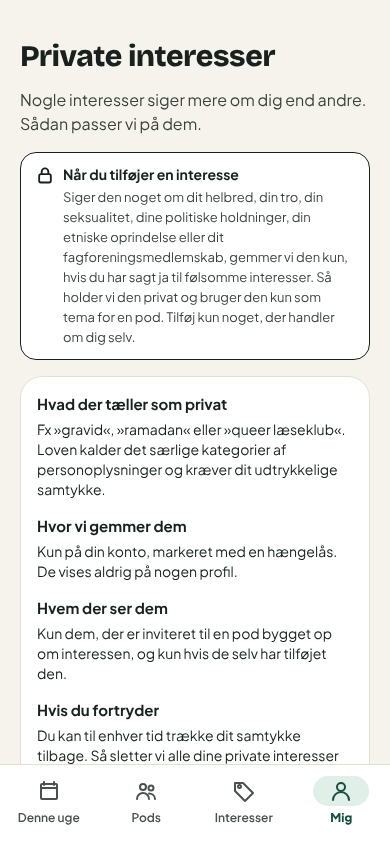 Private interesser
Nogle interesser siger mere om dig end andre.
Sådan passer vi på dem.
Når du tilføjer en interesse
Siger den noget om dit helbred, din tro, din
seksualitet, dine politiske holdninger, din
etniske oprindelse eller dit
fagforeningsmedlemskab, gemmer vi den kun,
hvis du har sagt ja til følsomme interesser. Så
holder vi den privat og bruger den kun som
tema for en pod. Tilføj kun noget, der handler
om dig selv.
Hvad der tæller som privat
Fx »gravid«, »ramadan« eller »queer læseklub«.
Loven kalder det særlige kategorier af
personoplysninger og kræver dit udtrykkelige
samtykke.
Hvor vi gemmer dem
Kun på din konto, markeret med en hængelås.
De vises aldrig på nogen profil.
Hvem der ser dem
Kun dem, der er inviteret til en pod bygget op
om interessen, og kun hvis de selv har tilføjet
den.
Hvis du fortryder
Du kan til enhver tid trække dit samtykke
tilbage. Så sletter vi alle dine private interesser
Denne uge
Pods
Interesser
Mig